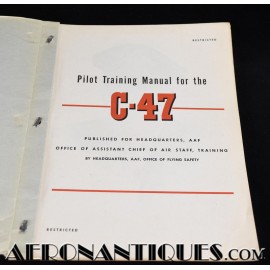 RESTRICTED
Pilot Training Manual for the
C-47
PUBLISHED FOR HEADQUARTERS, AAF
OFFICE OF ASSISTANT CHIEF OF AIR STAFF, TRAINING
BY HEADQUARTERS, AAF, OFFICE OF FLYING SAFETY
RESTRICTED
AERONANTIQUES.COM